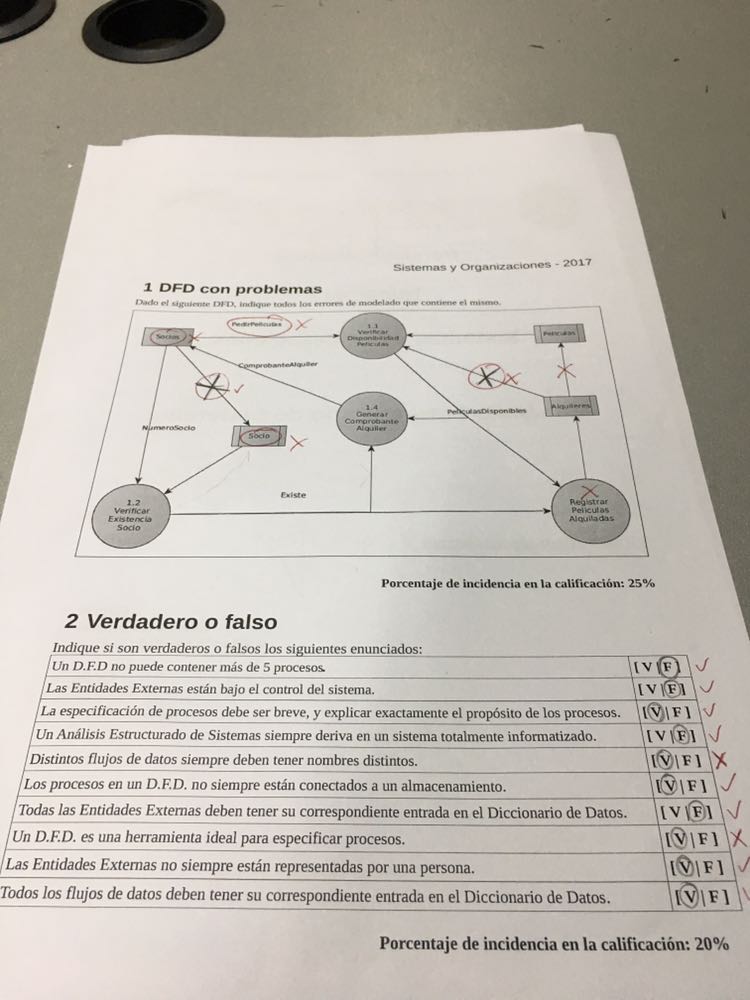 Sistemas y Organizaciones - 2017
1 DFD con problemas
Dado el siguiente DFD, indique todos los errores de modelado que contiene el mismo.
Socios
PedirPeliculas
1.1
Verificar
Disponibilidad
Peliculas
Peliculas
ComprobanteAlquiler
1.4
Generar
Comprobante
Alquiler
PeliculasDisponibles
Alquileres
NumeroSocio
Socio
1.2
Verificar
Existencia
Socio
Existe
Registrar
Peliculas
Alquiladas
Porcentaje de incidencia en la calificación: 25%
2 Verdadero o falso
Indique si son verdaderos o falsos los siguientes enunciados:
Un D.F.D no puede contener más de 5 procesos. [ V | F ]
Las Entidades Externas están bajo el control del sistema. [ V | F ]
La especificación de procesos debe ser breve, y explicar exactamente el propósito de los procesos. [ V | F ]
Un Análisis Estructurado de Sistemas siempre deriva en un sistema totalmente informatizado. [ V | F ]
Distintos flujos de datos siempre deben tener nombres distintos. [ V | F ]
Los procesos en un D.F.D. no siempre están conectados a un almacenamiento. [ V | F ]
Todas las Entidades Externas deben tener su correspondiente entrada en el Diccionario de Datos. [ V | F ]
Un D.F.D. es una herramienta ideal para especificar procesos. [ V | F ]
Las Entidades Externas no siempre están representadas por una persona. [ V | F ]
Todos los flujos de datos deben tener su correspondiente entrada en el Diccionario de Datos. [ V | F ]
Porcentaje de incidencia en la calificación: 20%